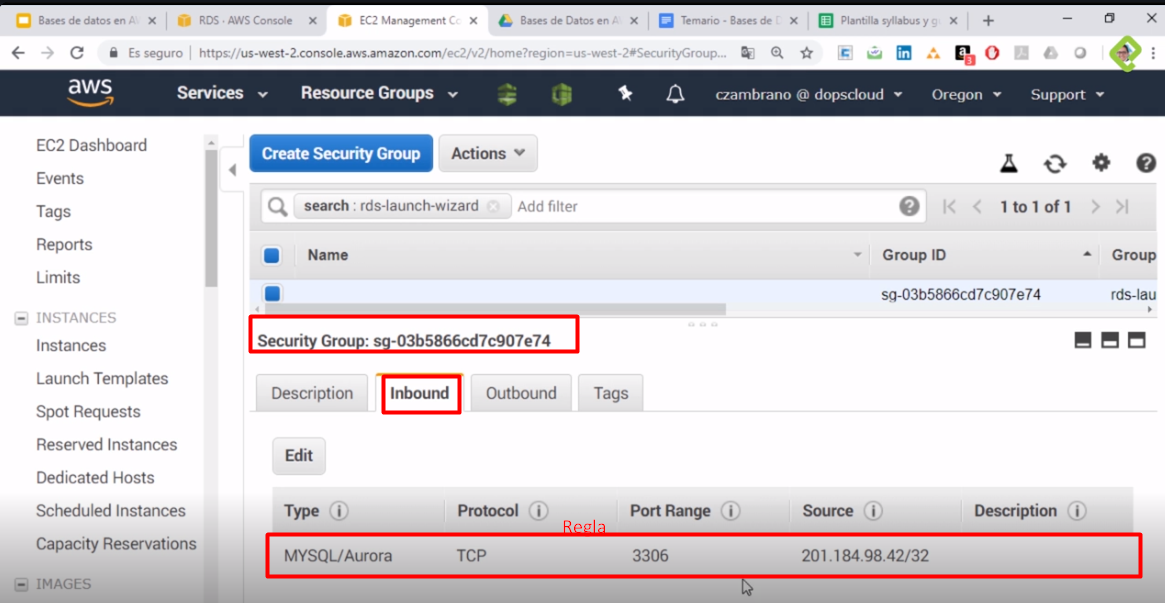 Bases de datos en A
RDS · AWS Console
EC2 Management Co
Bases de Datos en A
Temario - Bases de D
Plantilla syllabus y g
Es seguro
https://us-west-2.console.aws.amazon.com/ec2/v2/home?region=us-west-2#SecurityGroup...
aws
Services
Resource Groups
czambrano @ dopscloud
Oregon
Support
EC2 Dashboard
Events
Tags
Reports
Limits
INSTANCES
Instances
Launch Templates
Spot Requests
Reserved Instances
Dedicated Hosts
Scheduled Instances
Capacity Reservations
IMAGES
Create Security Group
Actions
search : rds-launch-wizard
Add filter
1 to 1 of 1
Name
Group ID
Group
sg-03b5866cd7c907e74
rds-lau
Security Group: sg-03b5866cd7c907e74
Description
Inbound
Outbound
Tags
Edit
Type
Protocol
Port Range
Source
Description
Regla
MYSQL/Aurora
TCP
3306
201.184.98.42/32